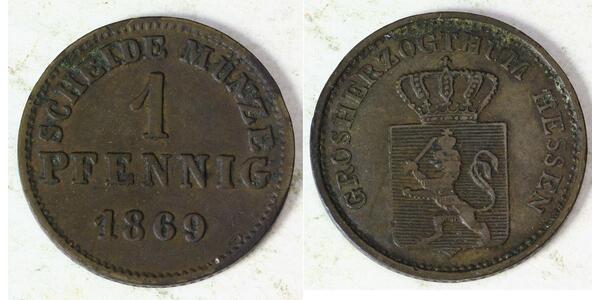 SCHEIDE MÜNZE
1
PFENNIG
1869
GROSHERZOGTHUM HESSEN